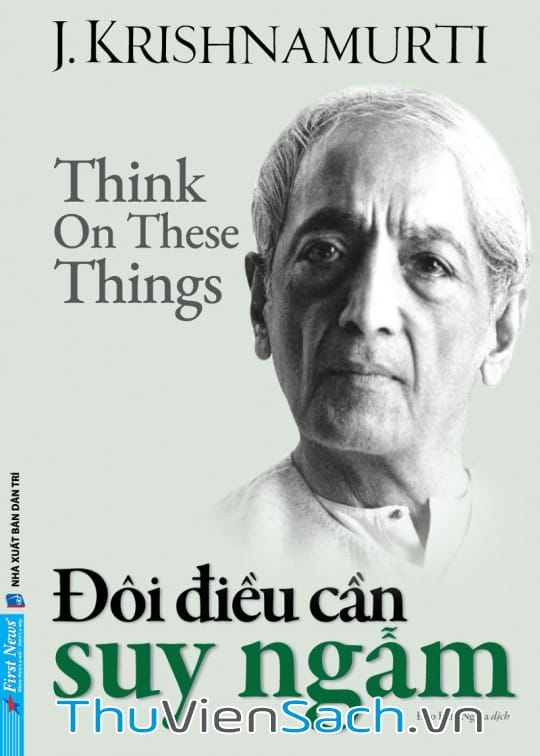 J. KRISHNAMURTI
Think
On These
Things
NHÀ XUẤT BẢN DÂN TRÍ
First News
Đôi điều cần
suy ngẫm
dịch
ThuVienSach.vn